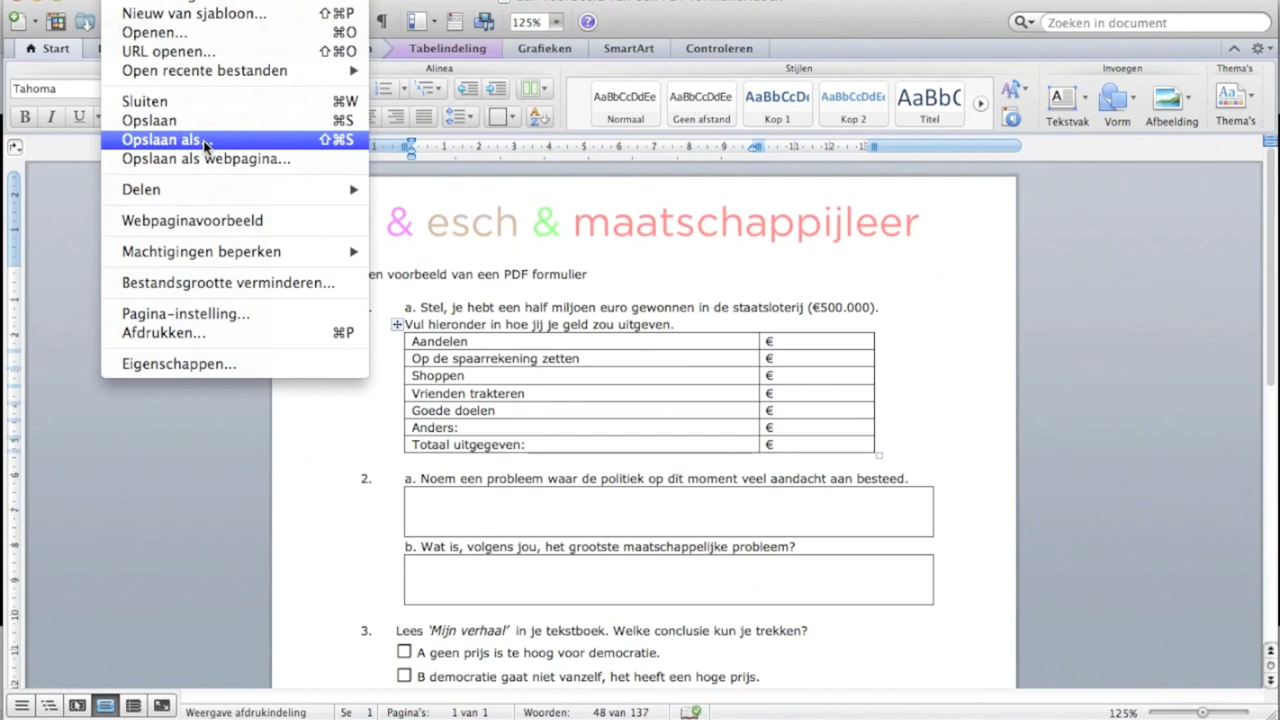 Nieuw van sjabloon... ⇧⌘P
Openen... ⌘O
URL openen... ⇧⌘O
Open recente bestanden
Sluiten ⌘W
Opslaan ⌘S
Opslaan als... ⇧⌘S
Opslaan als webpagina...
Delen
Webpaginavoorbeeld
Machtigingen beperken
Bestandsgrootte verminderen...
Pagina-instelling...
Afdrukken... ⌘P
Eigenschappen...
125%
Zoeken in document
Start
Tabelindeling
Grafieken
SmartArt
Controleren
Alinea
Stijlen
Invoegen
Thema's
Tahoma
B I U
AaBbCcDdEe
Normaal
AaBbCcDdEe
Geen afstand
AaBbCcDc
Kop 1
AaBbCcDdEe
Kop 2
AaBbCcD
Titel
Tekstvak
Vorm
Afbeelding
Thema's
& esch & maatschappijleer
en voorbeeld van een PDF formulier
a. Stel, je hebt een half miljoen euro gewonnen in de staatsloterij (€500.000).
Vul hieronder in hoe jij je geld zou uitgeven.
Aandelen €
Op de spaarrekening zetten €
Shoppen €
Vrienden trakteren €
Goede doelen €
Anders: €
Totaal uitgegeven: €
2. a. Noem een probleem waar de politiek op dit moment veel aandacht aan besteed.
b. Wat is, volgens jou, het grootste maatschappelijke probleem?
3. Lees 'Mijn verhaal' in je tekstboek. Welke conclusie kun je trekken?
A geen prijs is te hoog voor democratie.
B democratie gaat niet vanzelf, het heeft een hoge prijs.
Weergave afdrukindeling Se 1 Pagina's: 1 van 1 Woorden: 48 van 137 125%